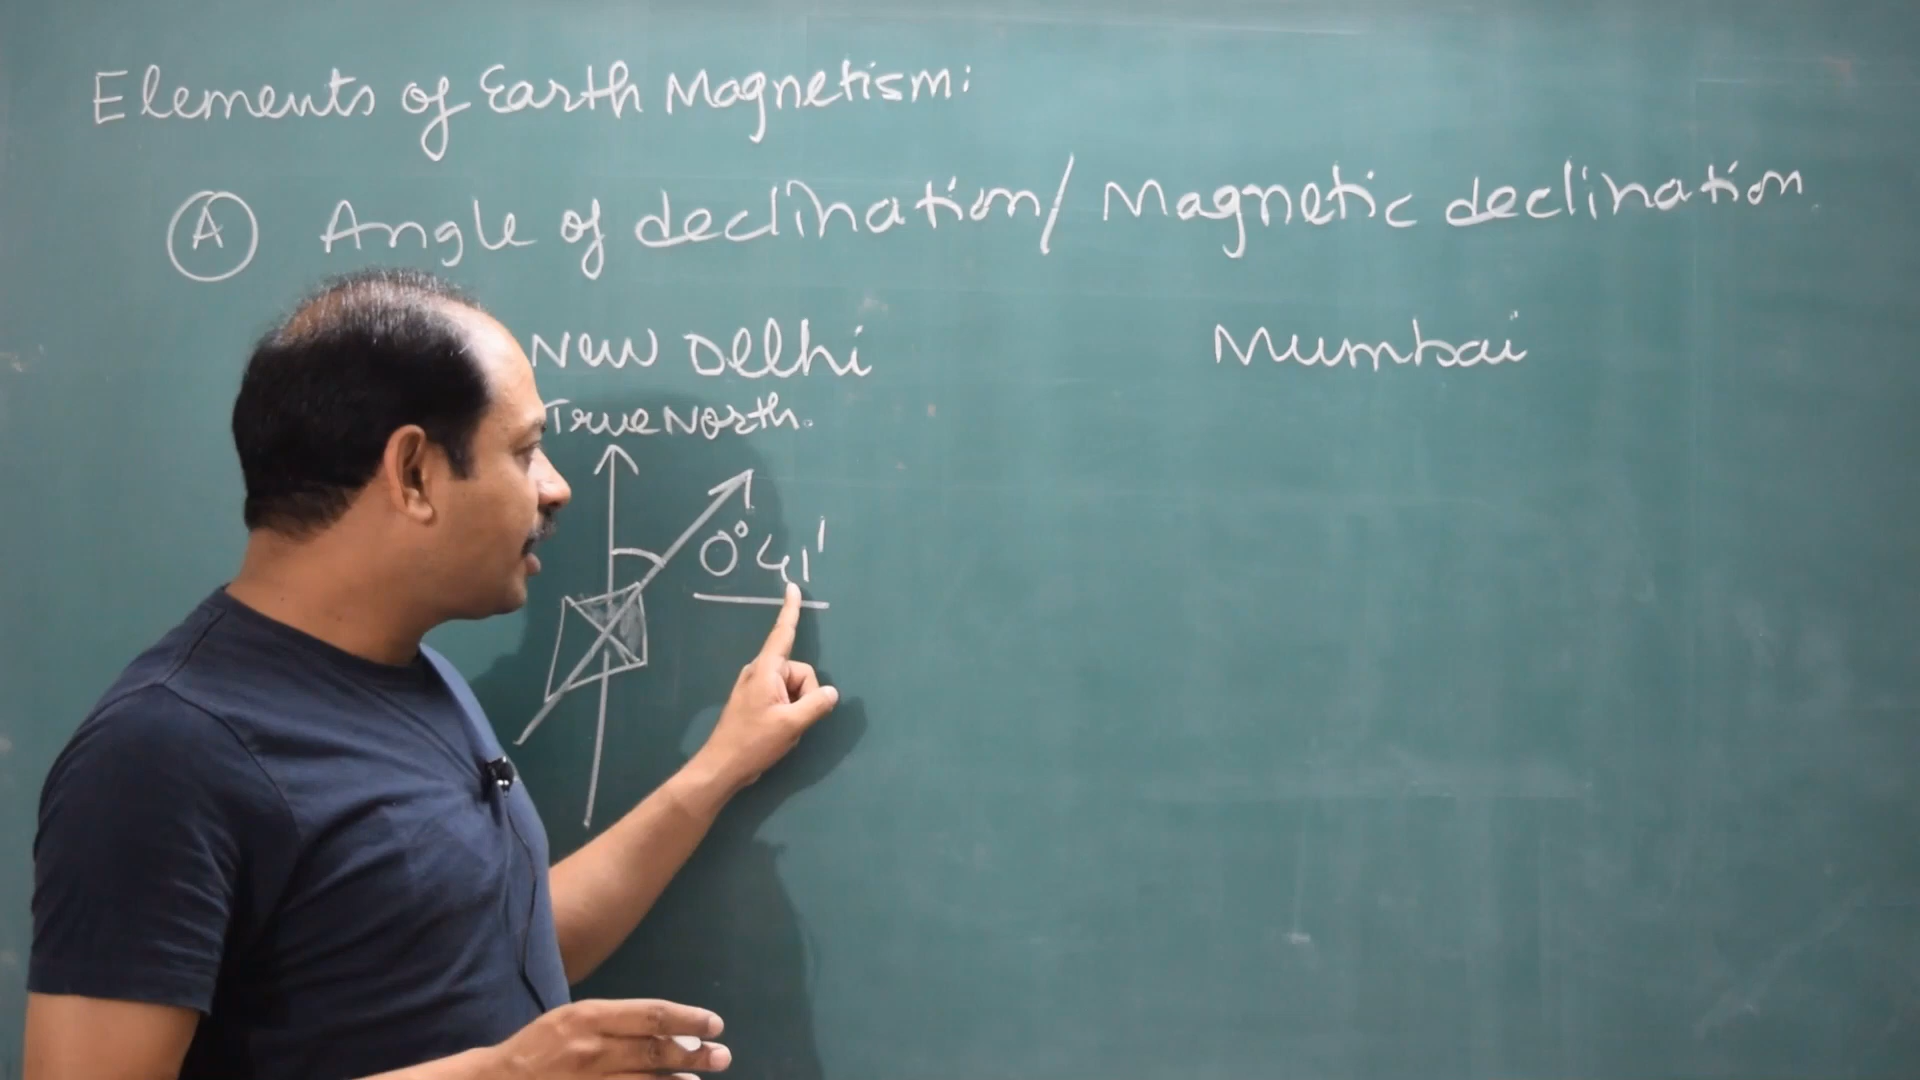 Elements of Earth Magnetism:
A Angle of declination/ Magnetic declination.
New Delhi
Mumbai
True North.
0° 41'